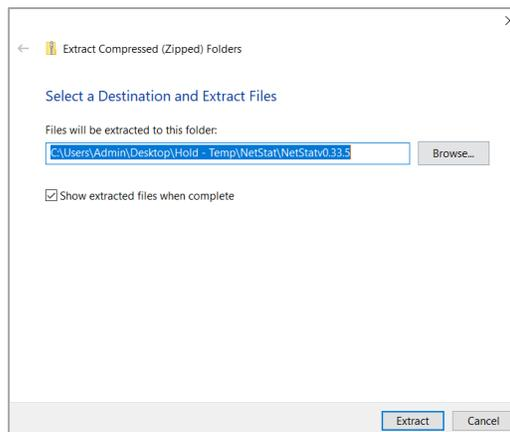 Extract Compressed (Zipped) Folders
Select a Destination and Extract Files
Files will be extracted to this folder:
C:\Users\Admin\Desktop\Hold - Temp\NetStat\NetStatv0.33.5
Browse...
Show extracted files when complete
Extract
Cancel